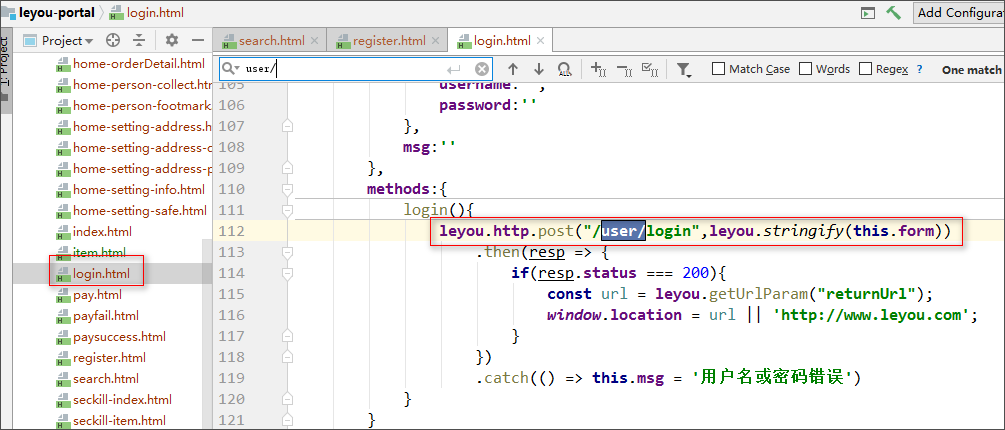 leyou-portal login.html Add Configurat
1: Project Project search.html register.html login.html
user/ Match Case Words Regex ? One match
home-orderDetail.html
home-person-collect.htm
home-person-footmark.
home-setting-address.h
home-setting-address-c
home-setting-address-p
home-setting-info.html
home-setting-safe.html
index.html
item.html
login.html
pay.html
payfail.html
paysuccess.html
register.html
search.html
seckill-index.html
seckill-item.html
105 username:'',
106 password:''
107 },
108 msg:''
109 },
110 methods:{
111 login(){
112 leyou.http.post("/user/login",leyou.stringify(this.form))
113 .then(resp => {
114 if(resp.status === 200){
115 const url = leyou.getUrlParam("returnUrl");
116 window.location = url || 'http://www.leyou.com';
117 }
118 })
119 .catch(() => this.msg = '用户名或密码错误')
120 }
121 }